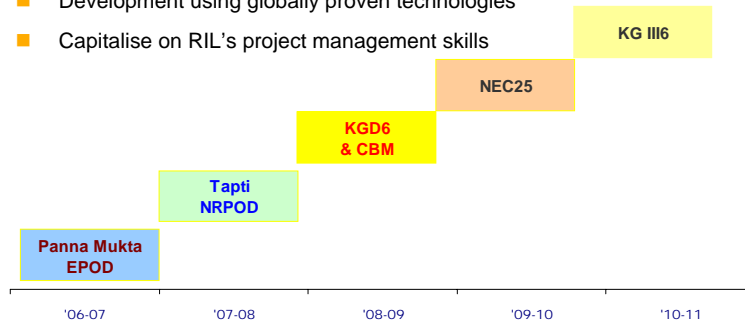 Development using globally proven technologies
Capitalise on RIL's project management skills
KG III6
NEC25
KGD6
& CBM
Tapti
NRPOD
Panna Mukta
EPOD
'06-07 '07-08 '08-09 '09-10 '10-11